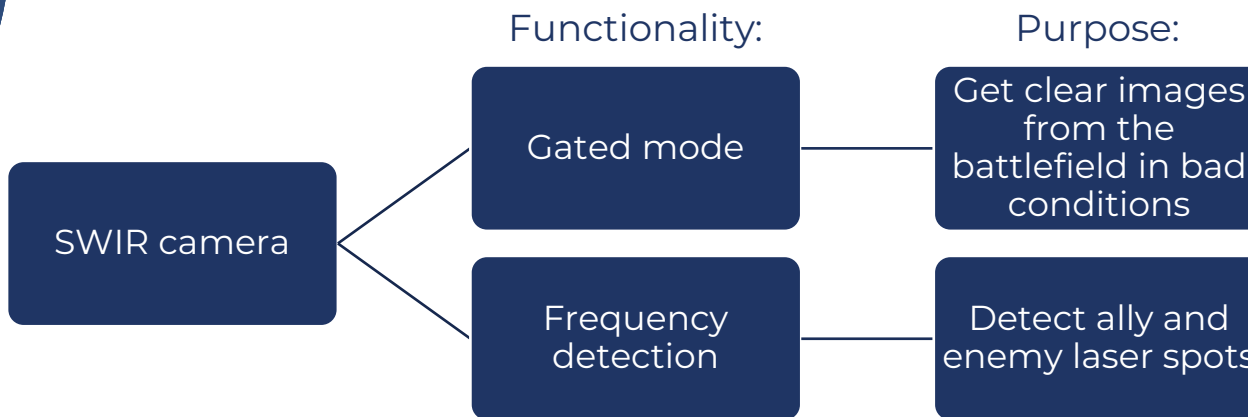 Functionality:
Purpose:
SWIR camera
Gated mode
Get clear images
from the
battlefield in bad
conditions
Frequency
detection
Detect ally and
enemy laser spots